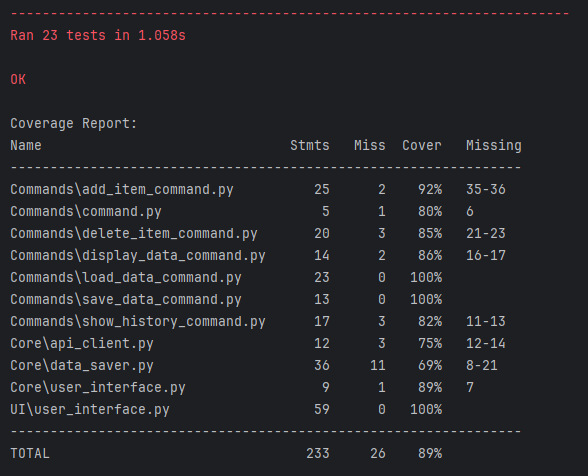 ----------------------------------------------------------------------
Ran 23 tests in 1.058s
OK
Coverage Report:
Name                               Stmts   Miss  Cover   Missing
----------------------------------------------------------------
Commands\add_item_command.py          25      2    92%   35-36
Commands\command.py                    5      1    80%   6
Commands\delete_item_command.py       20      3    85%   21-23
Commands\display_data_command.py      14      2    86%   16-17
Commands\load_data_command.py         23      0   100%
Commands\save_data_command.py         13      0   100%
Commands\show_history_command.py      17      3    82%   11-13
Core\api_client.py                    12      3    75%   12-14
Core\data_saver.py                    36     11    69%   8-21
Core\user_interface.py                 9      1    89%   7
UI\user_interface.py                  59      0   100%
----------------------------------------------------------------
TOTAL                                233     26    89%